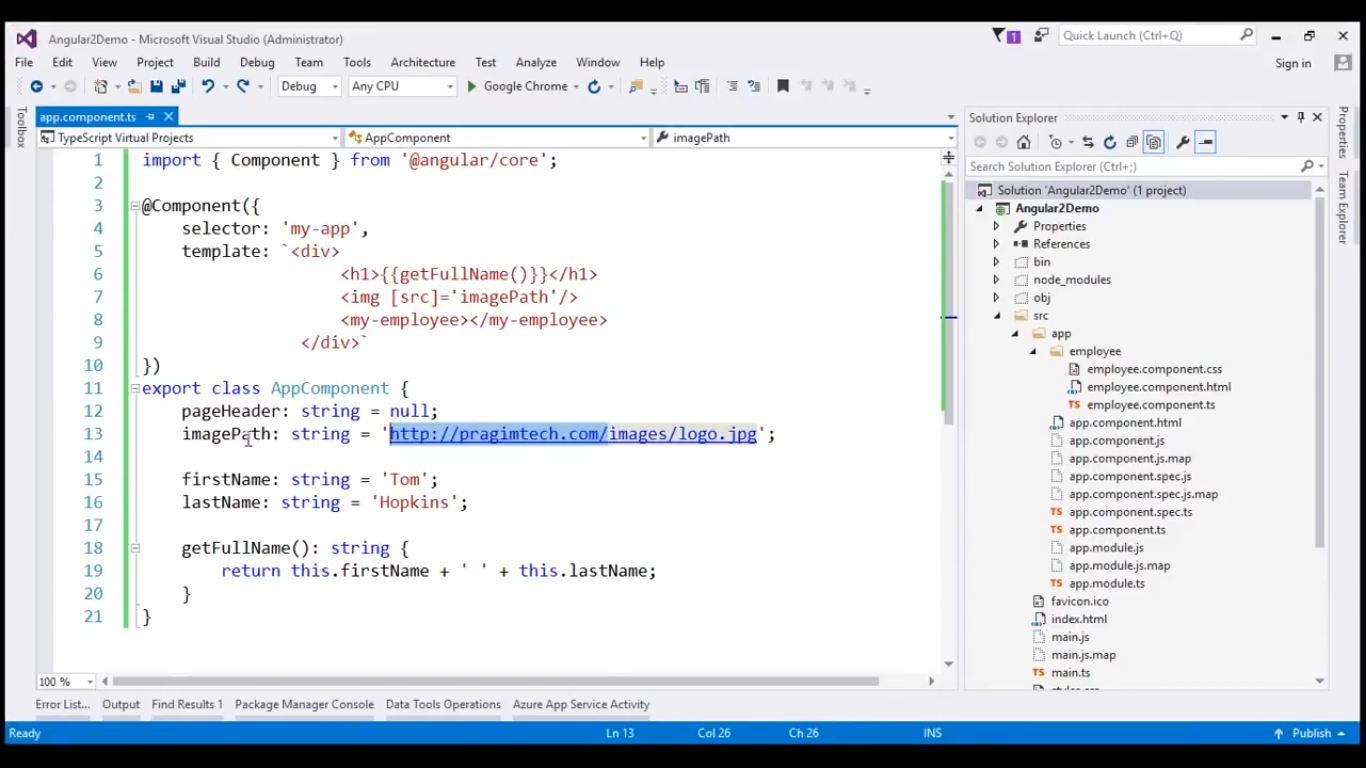 Angular2Demo - Microsoft Visual Studio (Administrator)
1
Quick Launch (Ctrl+Q)
File Edit View Project Build Debug Team Tools Architecture Test Analyze Window Help
Sign in
Debug Any CPU Google Chrome
Toolbox
app.component.ts
TypeScript Virtual Projects AppComponent imagePath
1 import { Component } from '@angular/core';
2
3 @Component({
4 selector: 'my-app',
5 template: `<div>
6 <h1>{{getFullName()}}</h1>
7 <img [src]='imagePath'/>
8 <my-employee></my-employee>
9 </div>`
10 })
11 export class AppComponent {
12 pageHeader: string = null;
13 imagePath: string = 'http://pragimtech.com/images/logo.jpg';
14
15 firstName: string = 'Tom';
16 lastName: string = 'Hopkins';
17
18 getFullName(): string {
19 return this.firstName + ' ' + this.lastName;
20 }
21 }
100 %
Solution Explorer
Search Solution Explorer (Ctrl+;)
Solution 'Angular2Demo' (1 project)
Angular2Demo
Properties
References
bin
node_modules
obj
src
app
employee
employee.component.css
employee.component.html
TS employee.component.ts
app.component.html
app.component.js
app.component.js.map
app.component.spec.js
app.component.spec.js.map
TS app.component.spec.ts
TS app.component.ts
app.module.js
app.module.js.map
TS app.module.ts
favicon.ico
index.html
main.js
main.js.map
TS main.ts
Properties
Team Explorer
Error List... Output Find Results 1 Package Manager Console Data Tools Operations Azure App Service Activity
Ready Ln 13 Col 26 Ch 26 INS Publish